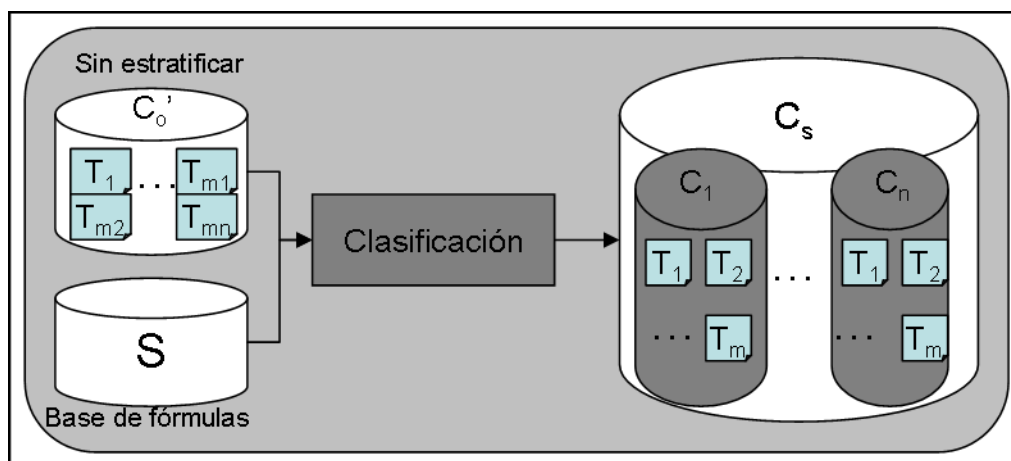 Sin estratificar
Co’
T1 ... Tm1
Tm2 Tmn
S
Base de fórmulas
Clasificación
Cs
C1
T1 T2
... Tm
...
Cn
T1 T2
... Tm